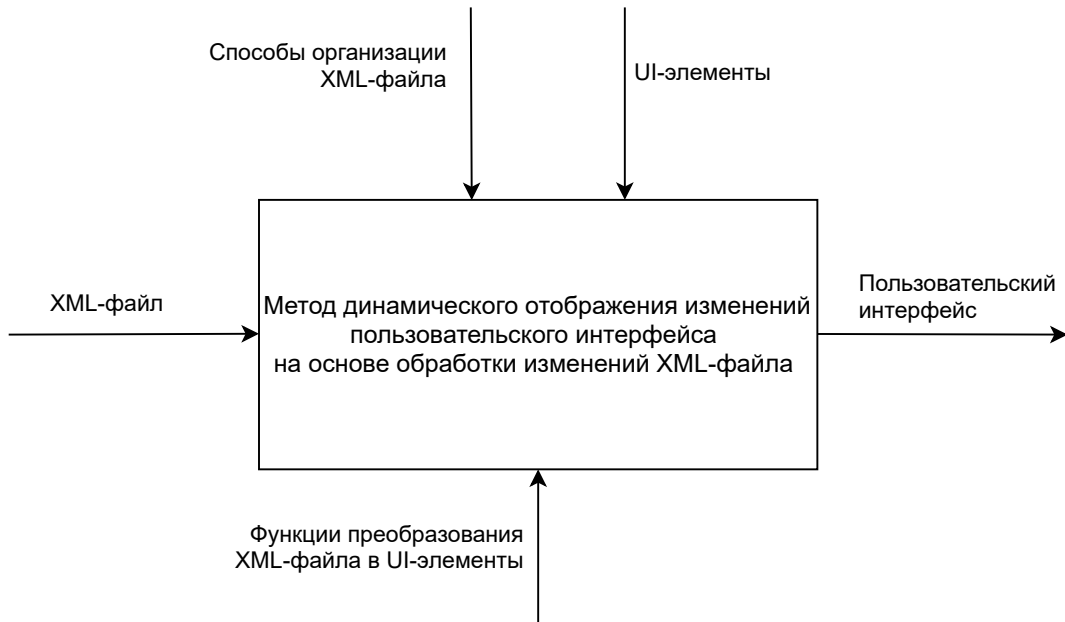 Способы организации
XML-файла
UI-элементы
XML-файл
Метод динамического отображения изменений
пользовательского интерфейса
на основе обработки изменений XML-файла
Пользовательский
интерфейс
Функции преобразования
XML-файла в UI-элементы